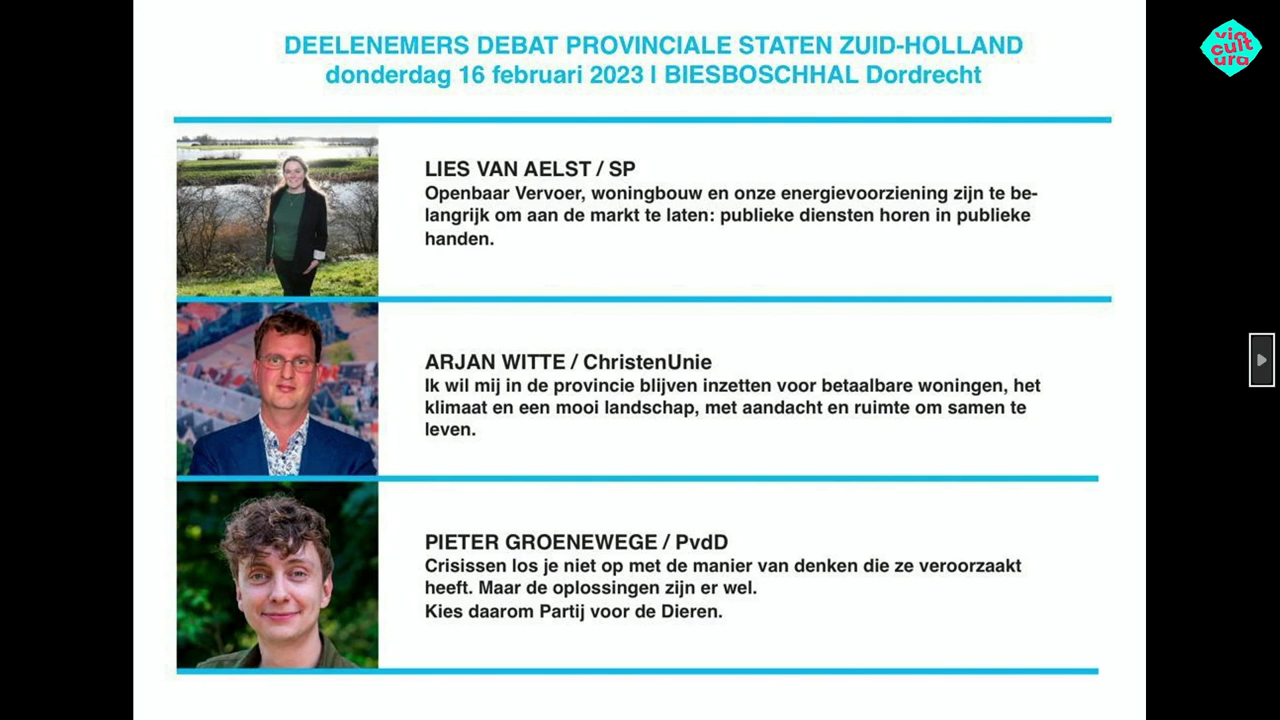 DEELENEMERS DEBAT PROVINCIALE STATEN ZUID-HOLLAND
donderdag 16 februari 2023 I BIESBOSCHHAL Dordrecht
via
cult
ura
LIES VAN AELST / SP
Openbaar Vervoer, woningbouw en onze energievoorziening zijn te be-
langrijk om aan de markt te laten: publieke diensten horen in publieke
handen.
ARJAN WITTE / ChristenUnie
Ik wil mij in de provincie blijven inzetten voor betaalbare woningen, het
klimaat en een mooi landschap, met aandacht en ruimte om samen te
leven.
PIETER GROENEWEGE / PvdD
Crisissen los je niet op met de manier van denken die ze veroorzaakt
heeft. Maar de oplossingen zijn er wel.
Kies daarom Partij voor de Dieren.